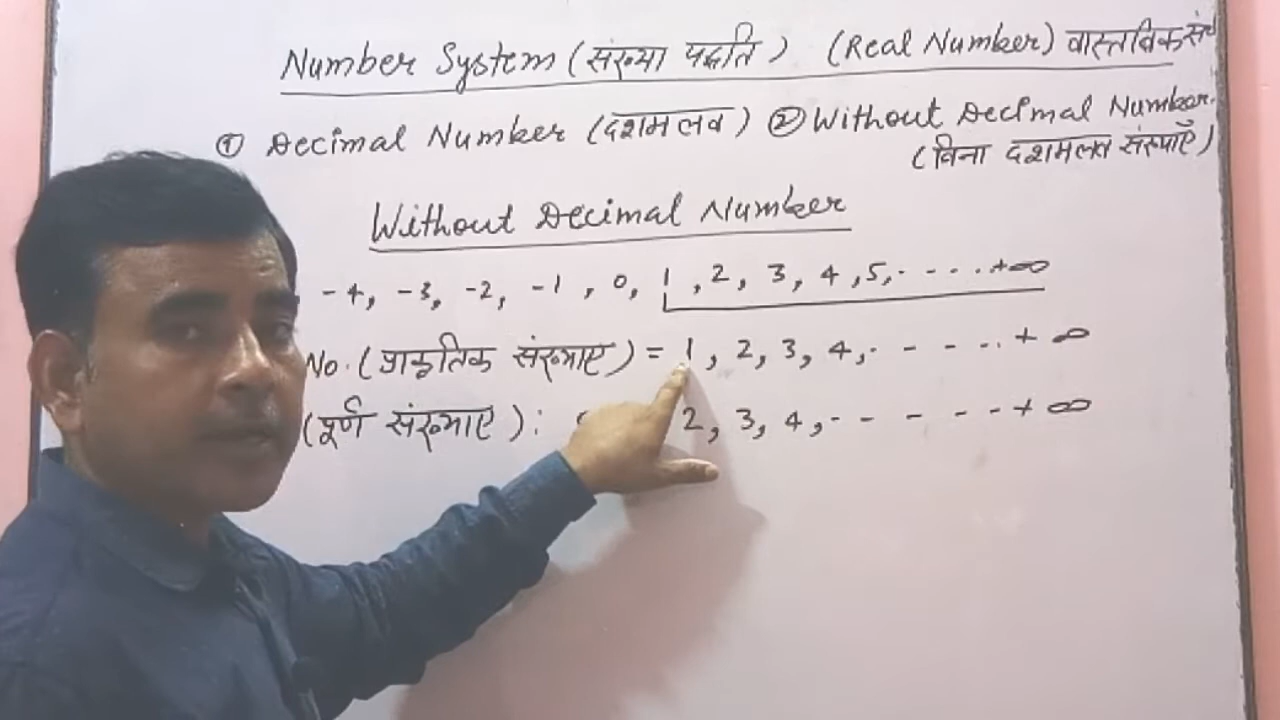 Number System (संख्या पद्धति) (Real Number) वास्तविक
① Decimal Number (दशमलव) ② Without Decimal Number.
(विना दशमलव संख्याएँ)
Without Decimal Number
-4, -3, -2, -1, 0, 1, 2, 3, 4, 5, - - - .. +∞
No. (प्राकृतिक संख्याए) = 1, 2, 3, 4, - - - - .. + ∞
(पूर्ण संख्याए) : 2, 3, 4, - - - - - + ∞